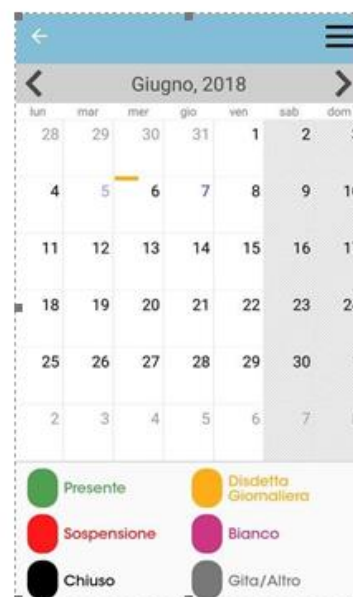 Giugno, 2018
lun mar mer gio ven sab dom
28 29 30 31 1 2
4 5 6 7 8 9
11 12 13 14 15 16
18 19 20 21 22 23
25 26 27 28 29 30
2 3 4 5 6 7
Presente Disdetta
Giornaliera
Sospensione Bianco
Chiuso Gita/Altro